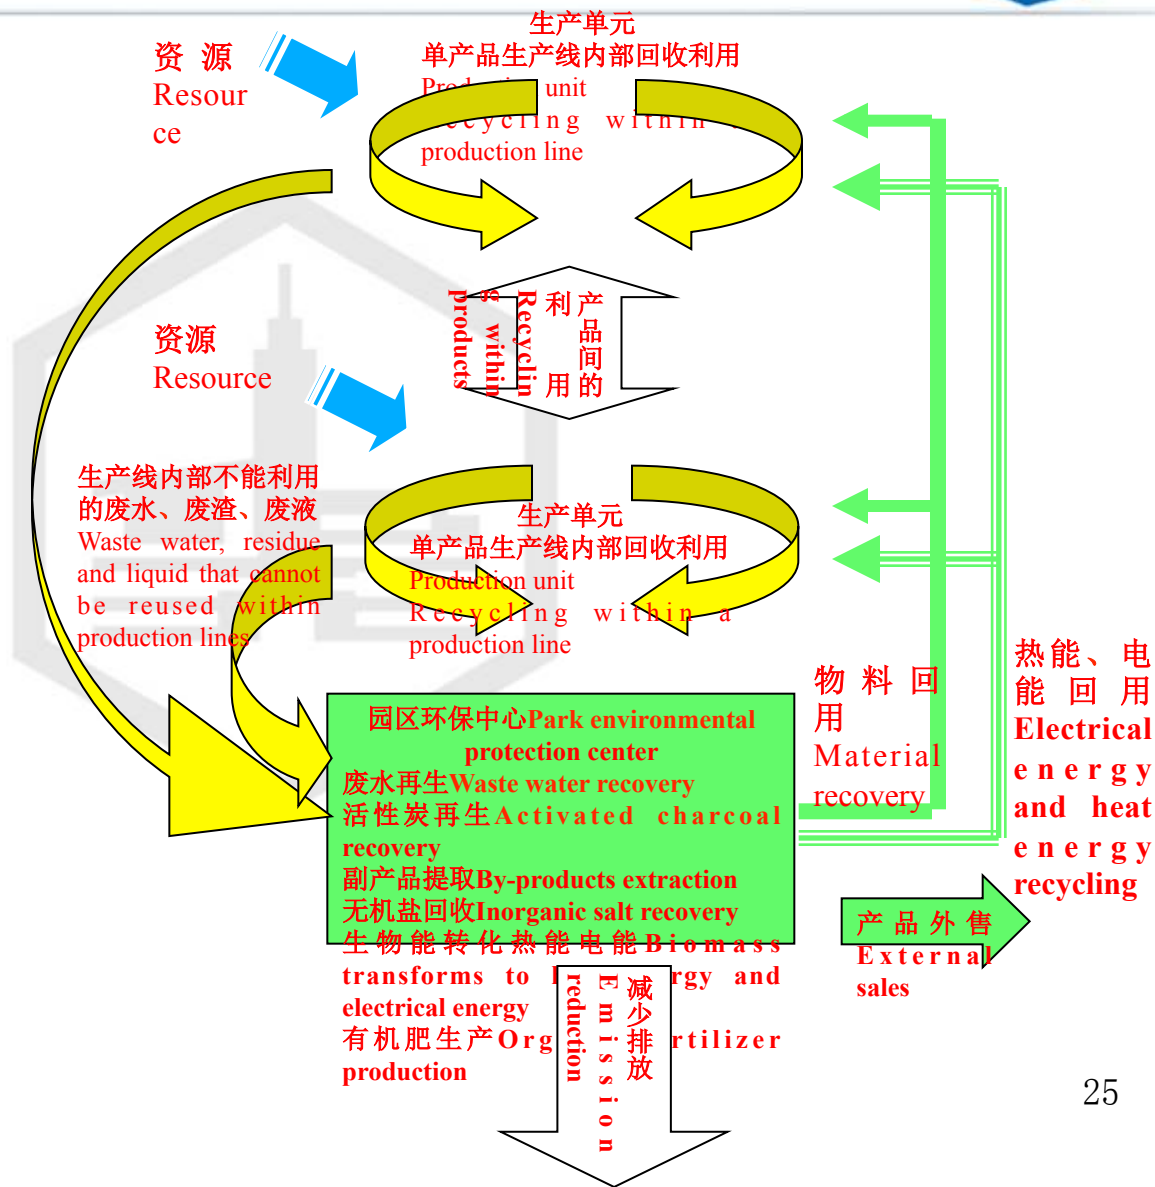 生产单元
单产品生产线内部回收利用
unit
Recycling within a
production line
资 源
Resour
ce
产品间的
利用
Recyclin
g within
products
资源
Resource
生产线内部不能利用
的废水、废渣、废液
Waste water, residue
and liquid that cannot
be reused within
production lines
生产单元
单产品生产线内部回收利用
Production unit
Recycling within a
production line
园区环保中心Park environmental
protection center
废水再生Waste water recovery
活性炭再生Activated charcoal
recovery
副产品提取By-products extraction
无机盐回收Inorganic salt recovery
生物能转化热能电能Biomass
transforms to and
electrical energy
有机肥生产
production
减少排放
Emission
reduction
物料回
用
Material
recovery
热能、电
能回用
Electrical
energy
and heat
energy
recycling
产品外售
External
sales
25